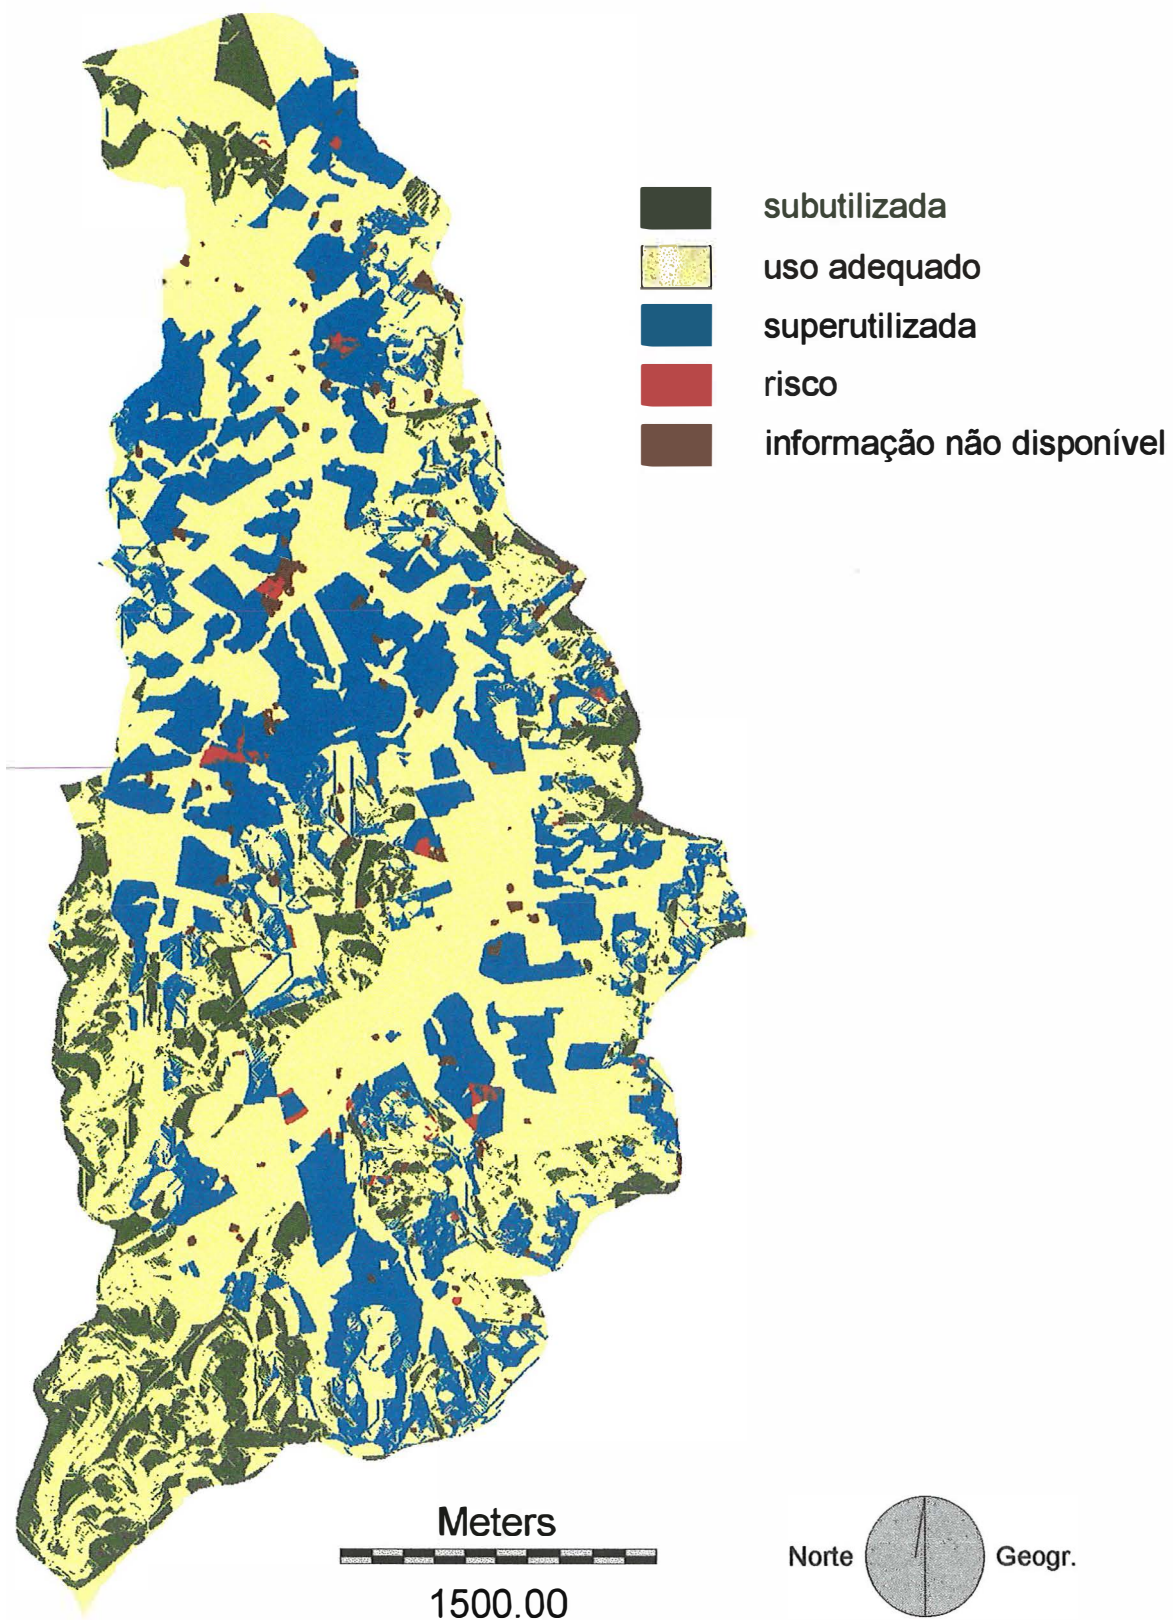 subutilizada
uso adequado
superutilizada
risco
informação não disponível
Meters
1500.00
Norte
Geogr.